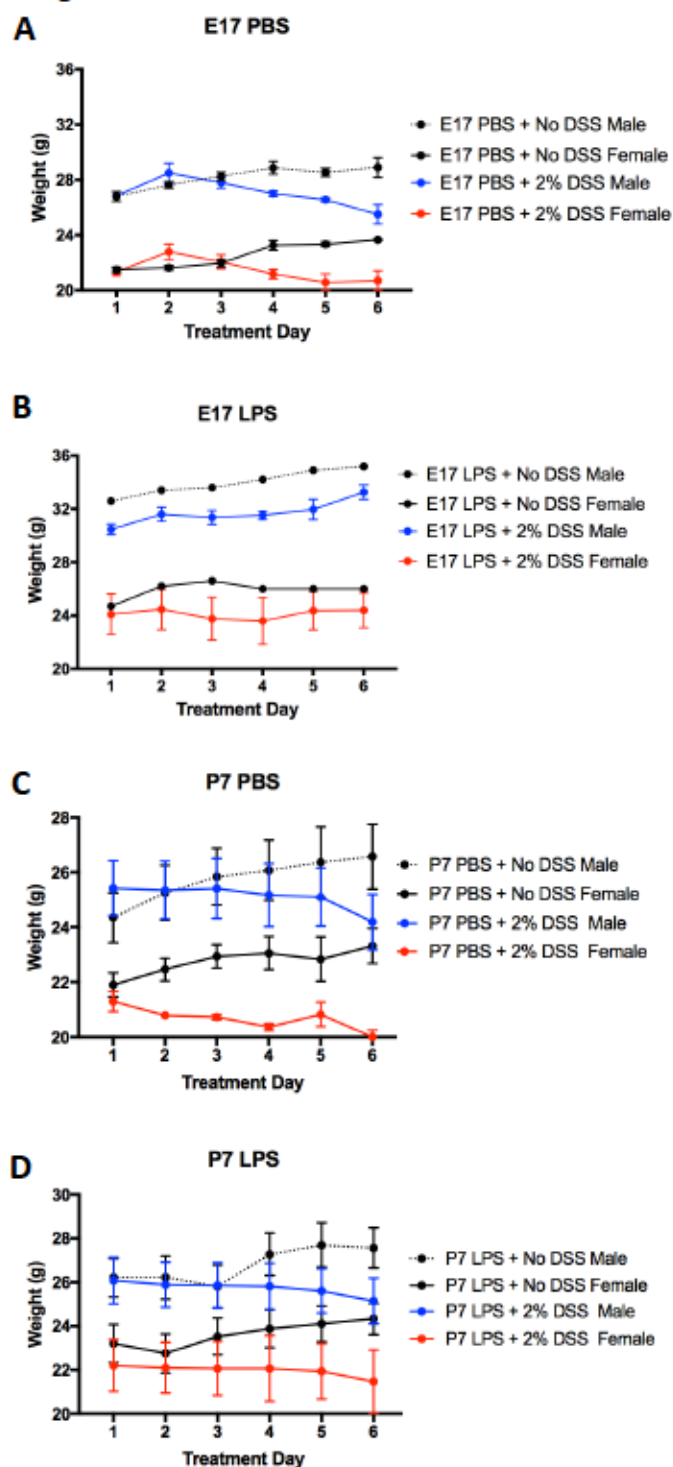 A
E17 PBS
36
32
28
24
20
Weight (g)
1 2 3 4 5 6
Treatment Day
E17 PBS + No DSS Male
E17 PBS + No DSS Female
E17 PBS + 2% DSS Male
E17 PBS + 2% DSS Female
B
E17 LPS
36
32
28
24
20
Weight (g)
1 2 3 4 5 6
Treatment Day
E17 LPS + No DSS Male
E17 LPS + No DSS Female
E17 LPS + 2% DSS Male
E17 LPS + 2% DSS Female
C
P7 PBS
28
26
24
22
20
Weight (g)
1 2 3 4 5 6
Treatment Day
P7 PBS + No DSS Male
P7 PBS + No DSS Female
P7 PBS + 2% DSS Male
P7 PBS + 2% DSS Female
D
P7 LPS
30
28
26
24
22
20
Weight (g)
1 2 3 4 5 6
Treatment Day
P7 LPS + No DSS Male
P7 LPS + No DSS Female
P7 LPS + 2% DSS Male
P7 LPS + 2% DSS Female